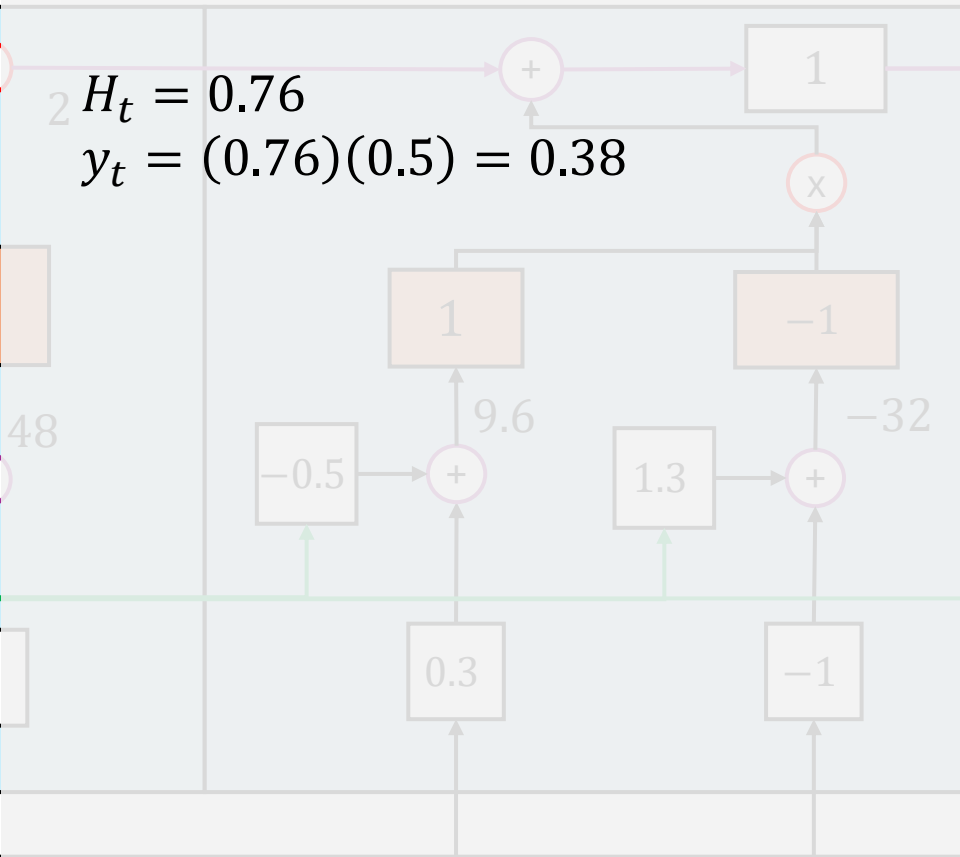 + 1
2 H_t = 0.76
y_t = (0.76)(0.5) = 0.38
x
1 −1
48 9.6 −32
−0.5 + 1.3 +
0.3 −1